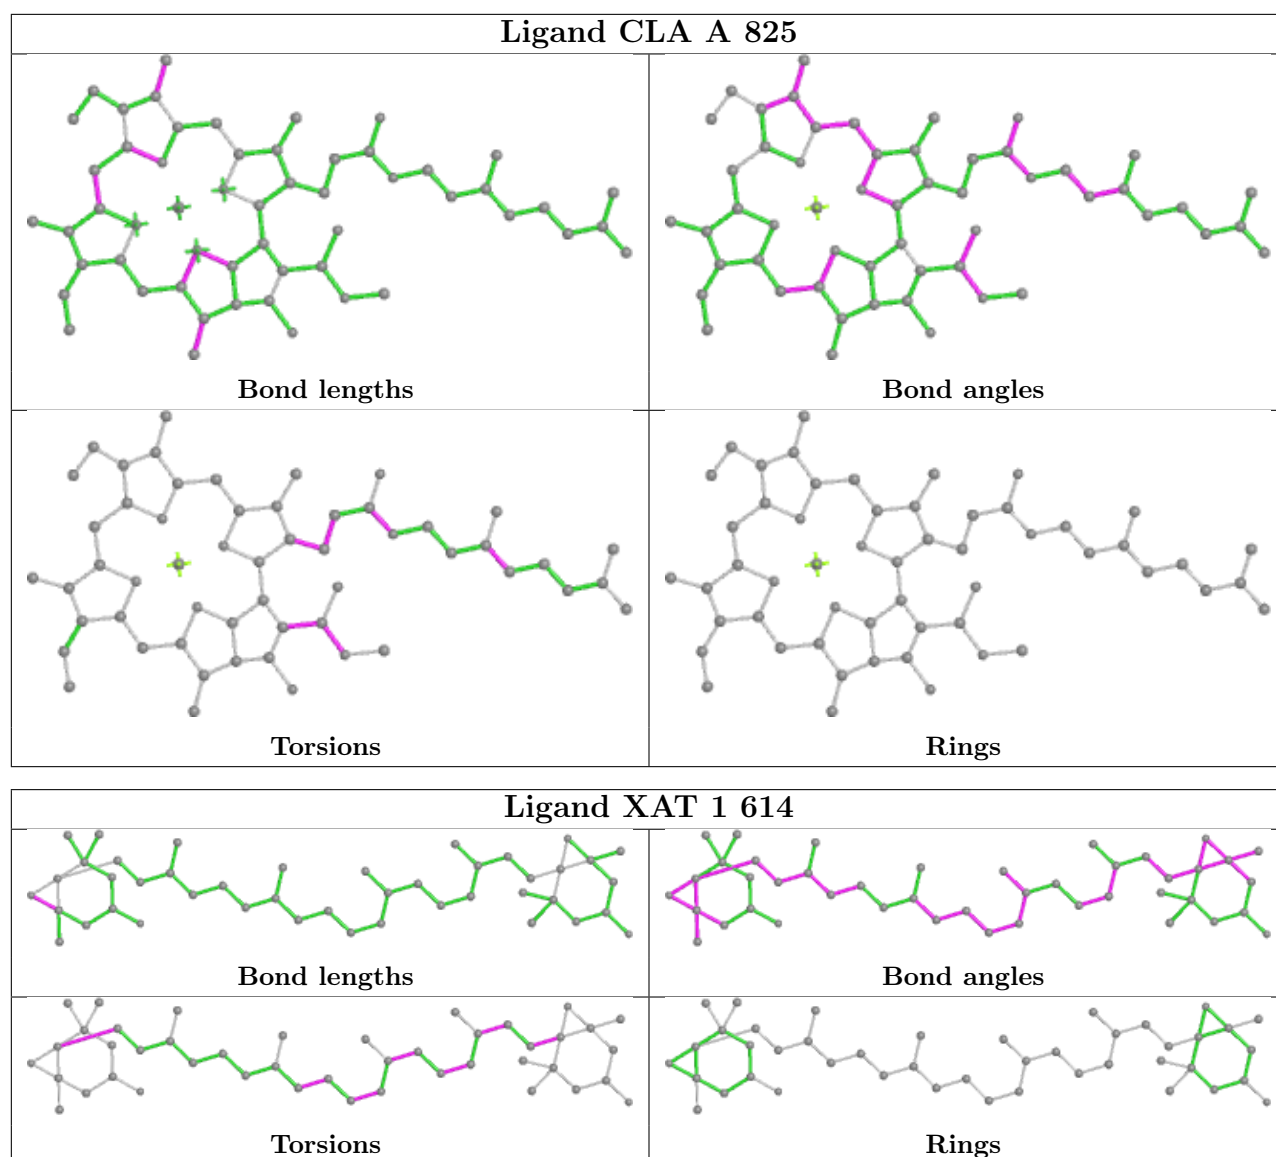 Ligand CLA A 825
Bond lengths
Bond angles
Torsions
Rings
Ligand XAT 1 614
Bond lengths
Bond angles
Torsions
Rings